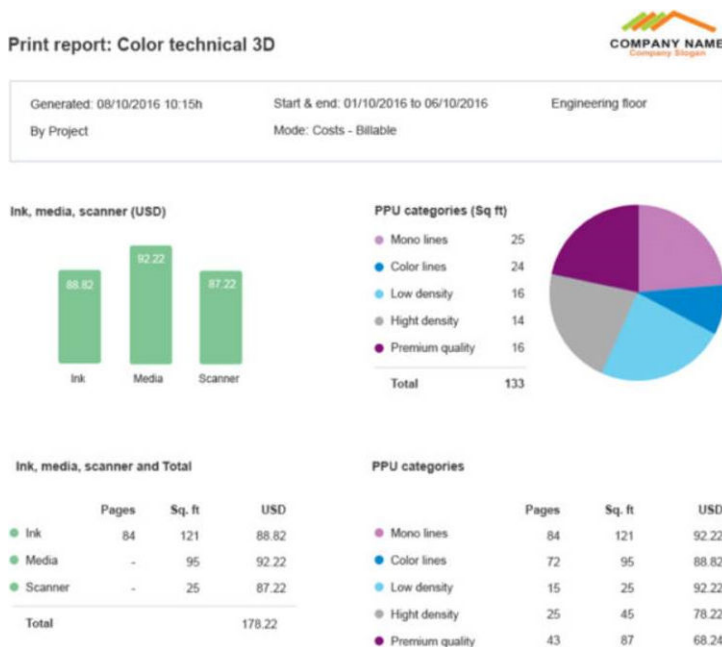 COMPANY NAME
Company Slogan
Print report: Color technical 3D
Generated: 08/10/2016 10:15h Start & end: 01/10/2016 to 06/10/2016 Engineering floor
By Project Mode: Costs - Billable
Ink, media, scanner (USD)
88.82 92.22 87.22
Ink Media Scanner
PPU categories (Sq ft)
Mono lines 25
Color lines 24
Low density 16
Hight density 14
Premium quality 16
Total 133
Ink, media, scanner and Total
Pages Sq. ft USD
Ink 84 121 88.82
Media - 95 92.22
Scanner - 25 87.22
Total 178.22
PPU categories
Pages Sq. ft USD
Mono lines 84 121 92.22
Color lines 72 95 88.82
Low density 15 25 92.22
Hight density 25 45 78.22
Premium quality 43 87 68.24